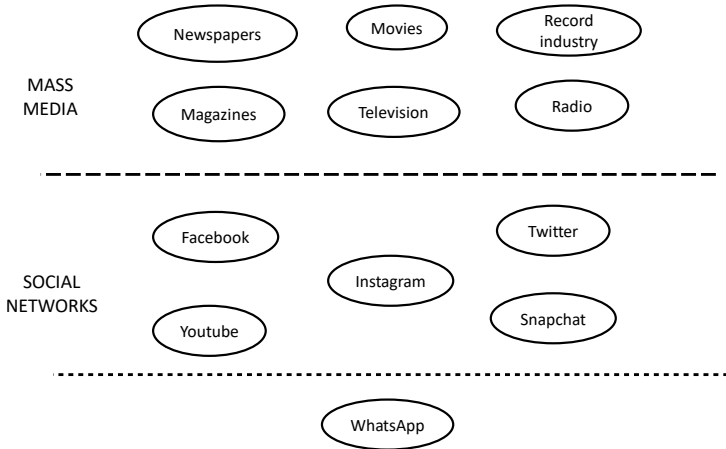 Newspapers
Movies
Record
industry
MASS
MEDIA
Magazines
Television
Radio
Facebook
Twitter
SOCIAL
NETWORKS
Instagram
Youtube
Snapchat
WhatsApp